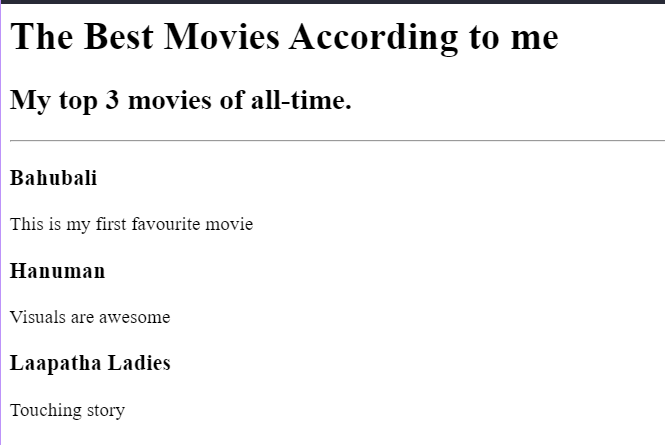 The Best Movies According to me
My top 3 movies of all-time.
Bahubali
This is my first favourite movie
Hanuman
Visuals are awesome
Laapatha Ladies
Touching story